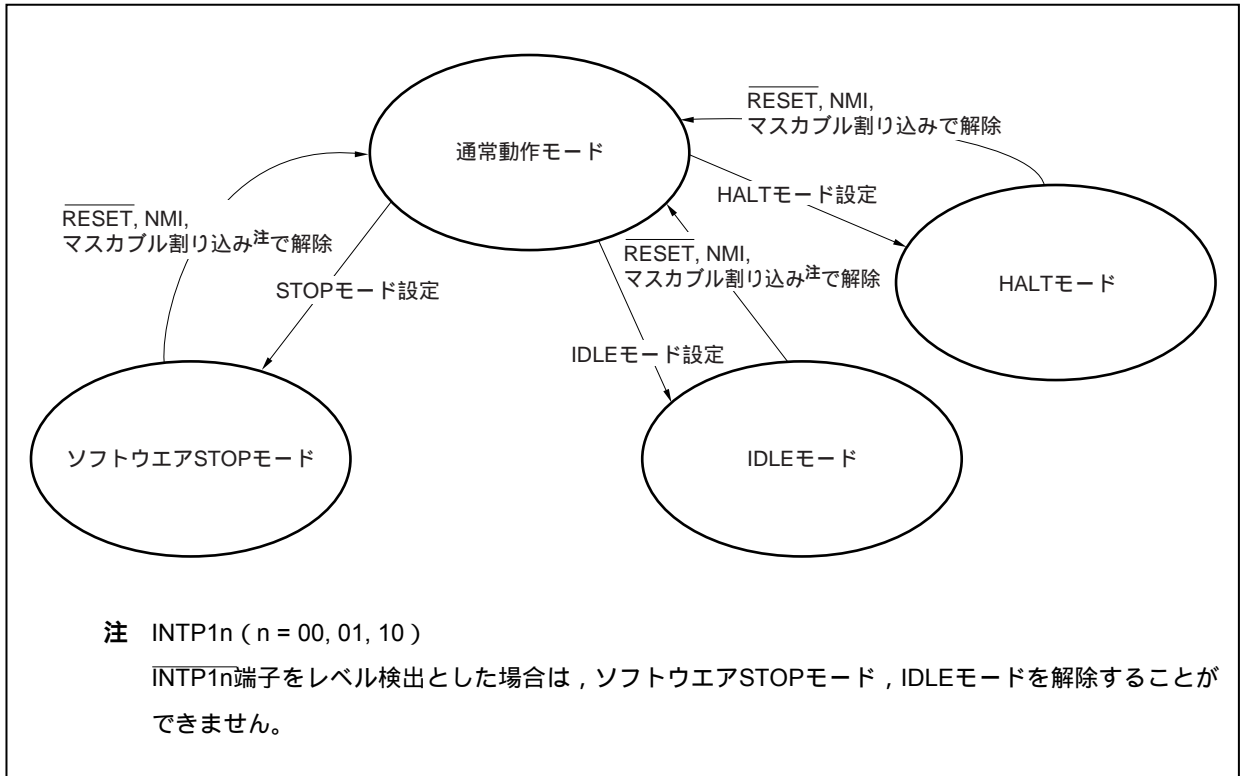 通常動作モード
RESET, NMI,
マスカブル割り込みで解除
HALTモード設定
HALTモード
RESET, NMI,
マスカブル割り込み注で解除
STOPモード設定
RESET, NMI,
マスカブル割り込み注で解除
IDLEモード設定
ソフトウエアSTOPモード
IDLEモード
注 INTP1n ( n = 00, 01, 10 )
INTP1n端子をレベル検出とした場合は，ソフトウエアSTOPモード，IDLEモードを解除することが
できません。